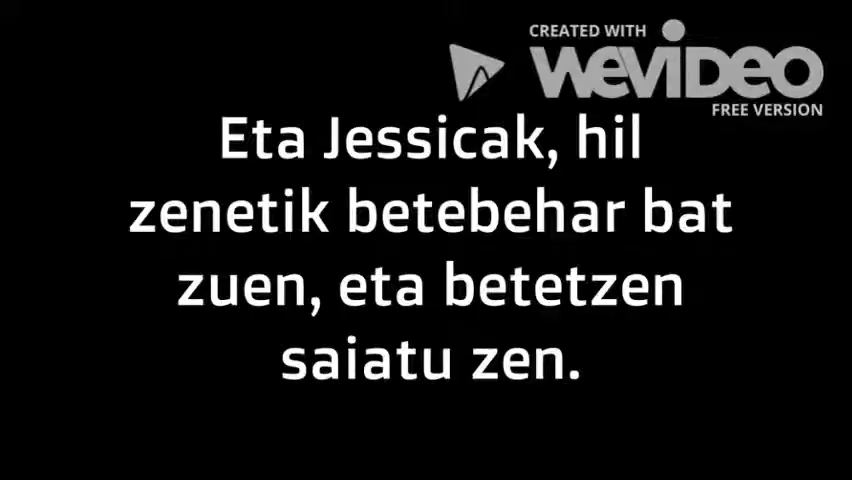 CREATED WITH
WEVIDEO
FREE VERSION
Eta Jessicak, hil
zenetik betebehar bat
zuen, eta betetzen
saiatu zen.